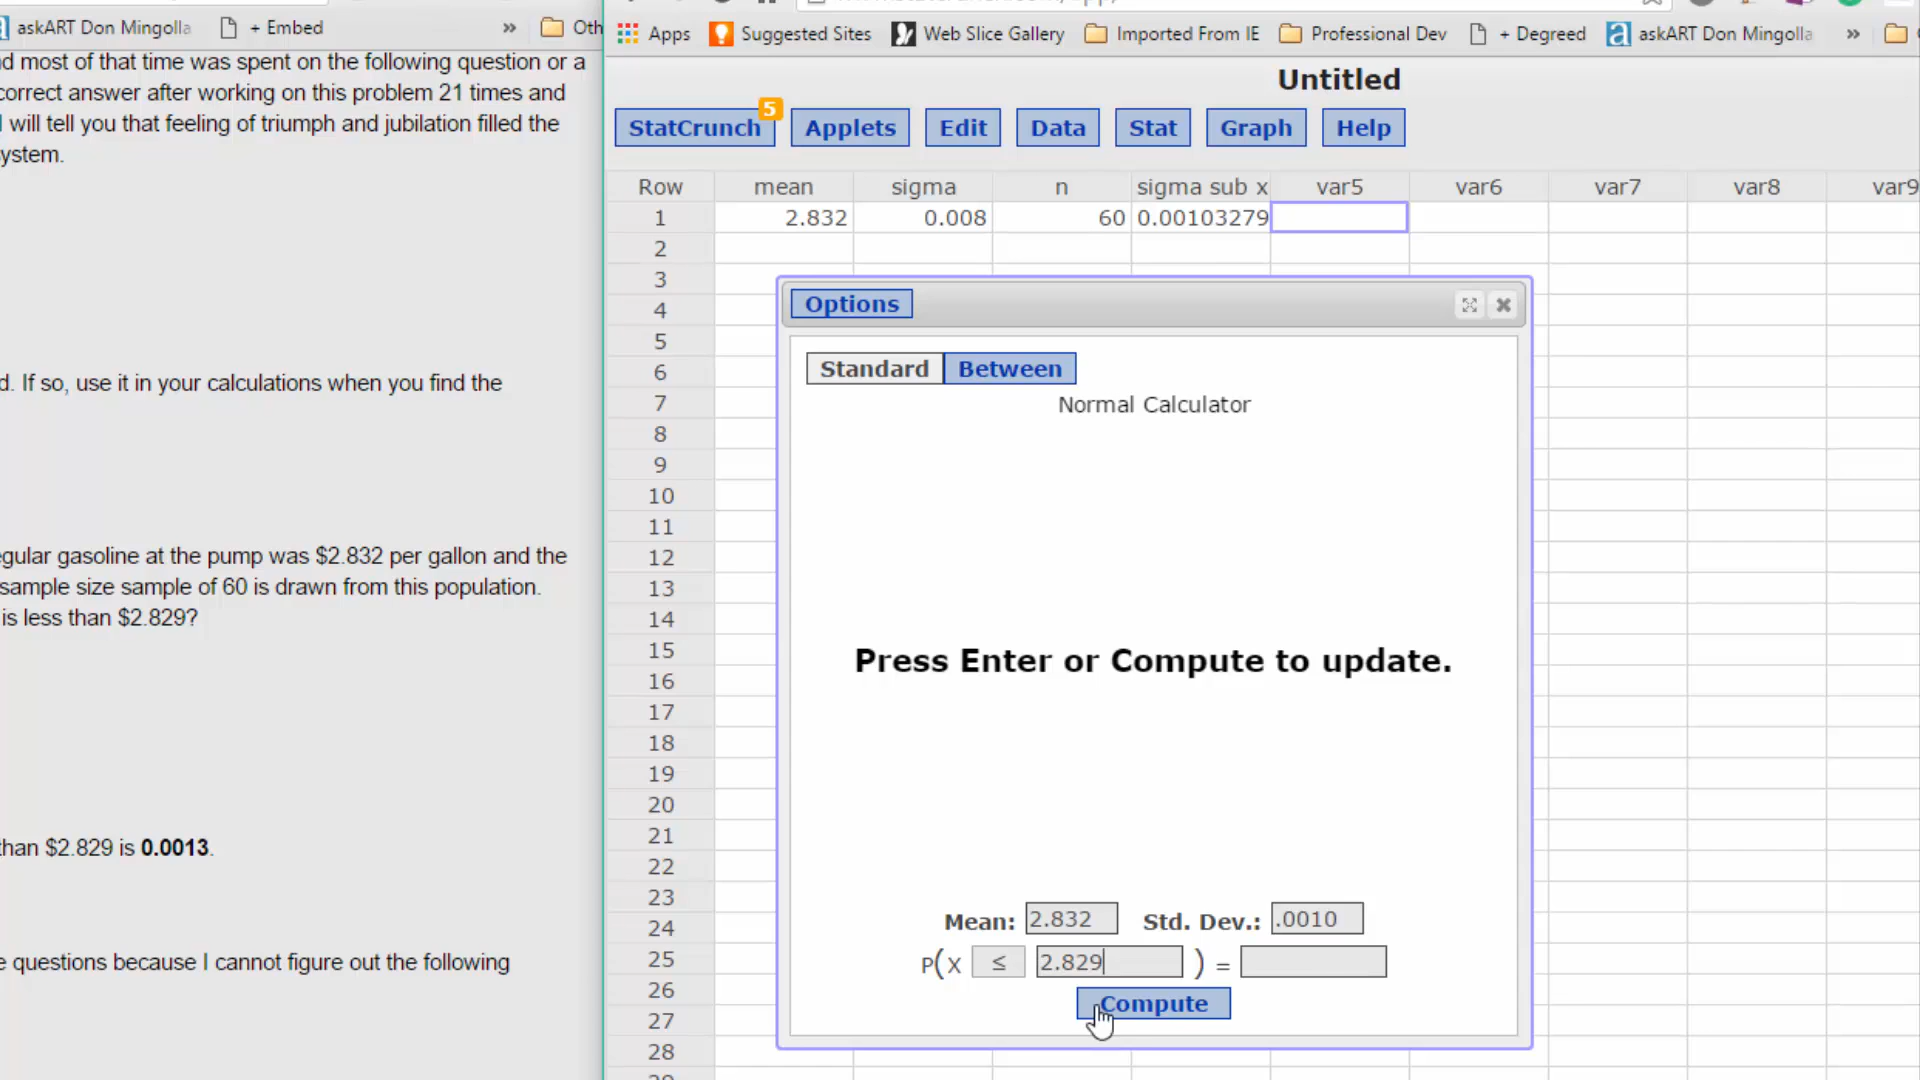 askART Don Mingolla + Embed » Oth
d most of that time was spent on the following question or a
correct answer after working on this problem 21 times and
will tell you that feeling of triumph and jubilation filled the
ystem.
d. If so, use it in your calculations when you find the
egular gasoline at the pump was $2.832 per gallon and the
sample size sample of 60 is drawn from this population.
is less than $2.829?
han $2.829 is 0.0013.
e questions because I cannot figure out the following
Apps Suggested Sites Web Slice Gallery Imported From IE Professional Dev + Degreed askART Don Mingolla »
Untitled
StatCrunch 5 Applets Edit Data Stat Graph Help
Row mean sigma n sigma sub x var5 var6 var7 var8 var9
1 2.832 0.008 60 0.00103279
2
3
4
5
6
7
8
9
10
11
12
13
14
15
16
17
18
19
20
21
22
23
24
25
26
27
28
Options
Standard Between
Normal Calculator
Press Enter or Compute to update.
Mean: 2.832 Std. Dev.: .0010
P(X ≤ 2.829 ) =
Compute